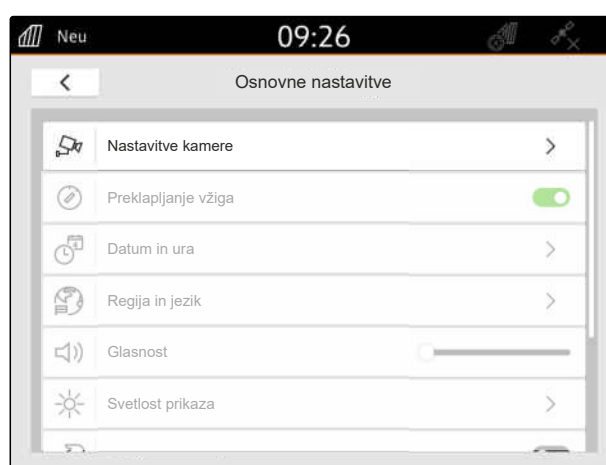 Neu
09:26
Osnovne nastavitve
Nastavitve kamere
Preklapljanje vžiga
Datum in ura
Regija in jezik
Glasnost
Svetlost prikaza